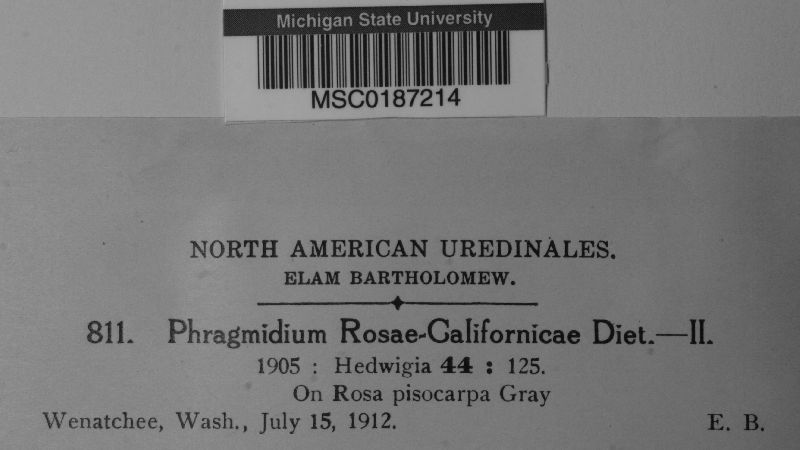 Michigan State University
MSC0187214
NORTH AMERICAN UREDINALES.
ELAM BARTHOLOMEW.
811. Phragmidium Rosae-Californicae Diet.—II.
1905 : Hedwigia 44 : 125.
On Rosa pisocarpa Gray
Wenatchee, Wash., July 15, 1912. E. B.